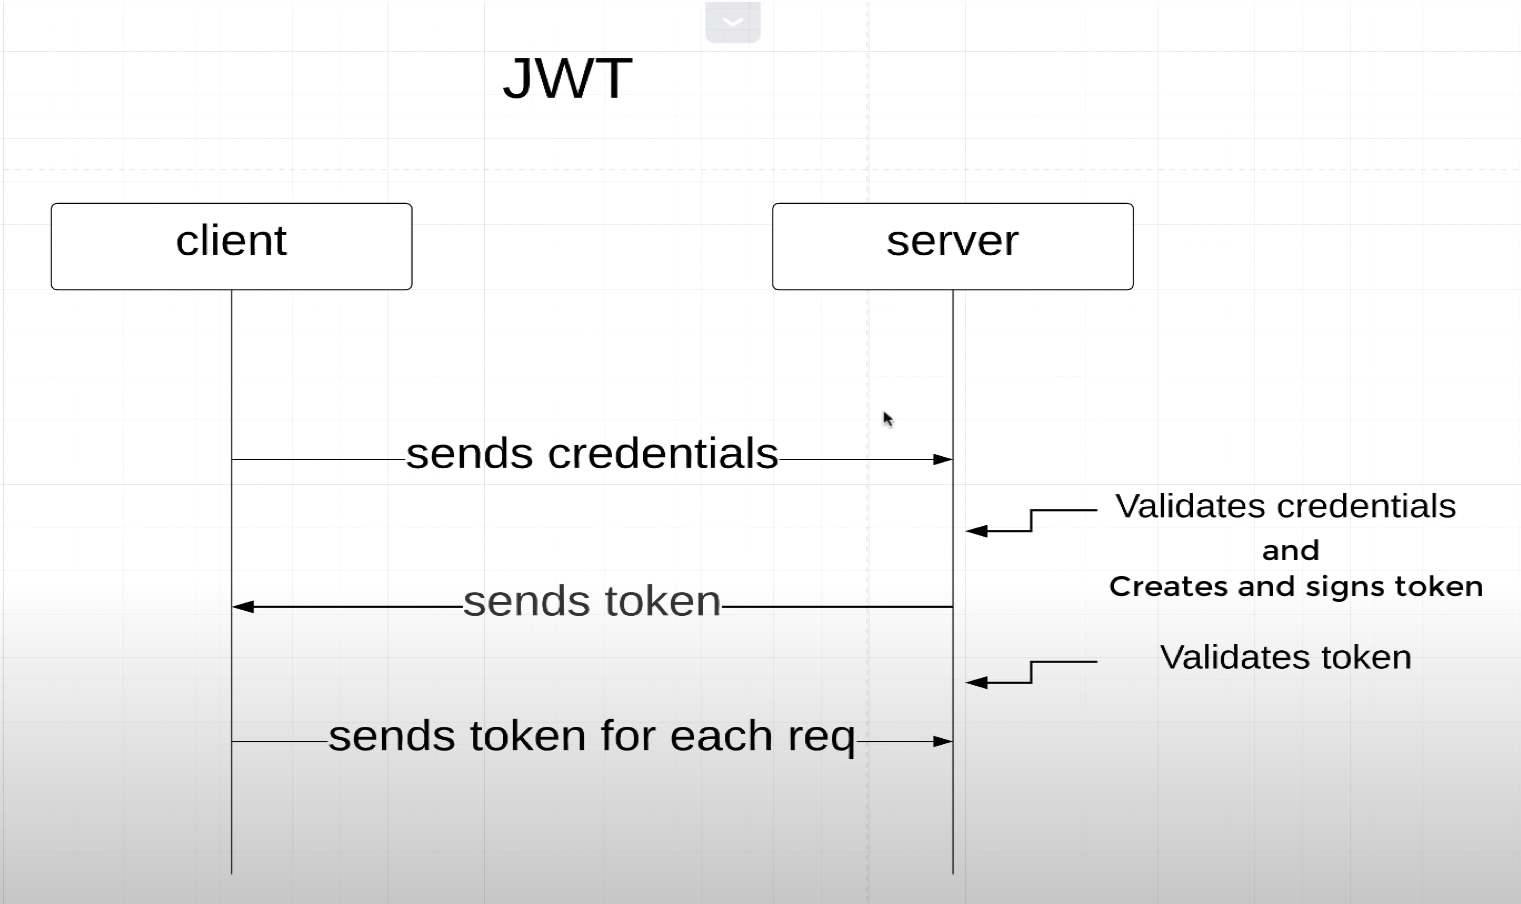 JWT
client
server
sends credentials
Validates credentials
and
Creates and signs token
sends token
Validates token
sends token for each req